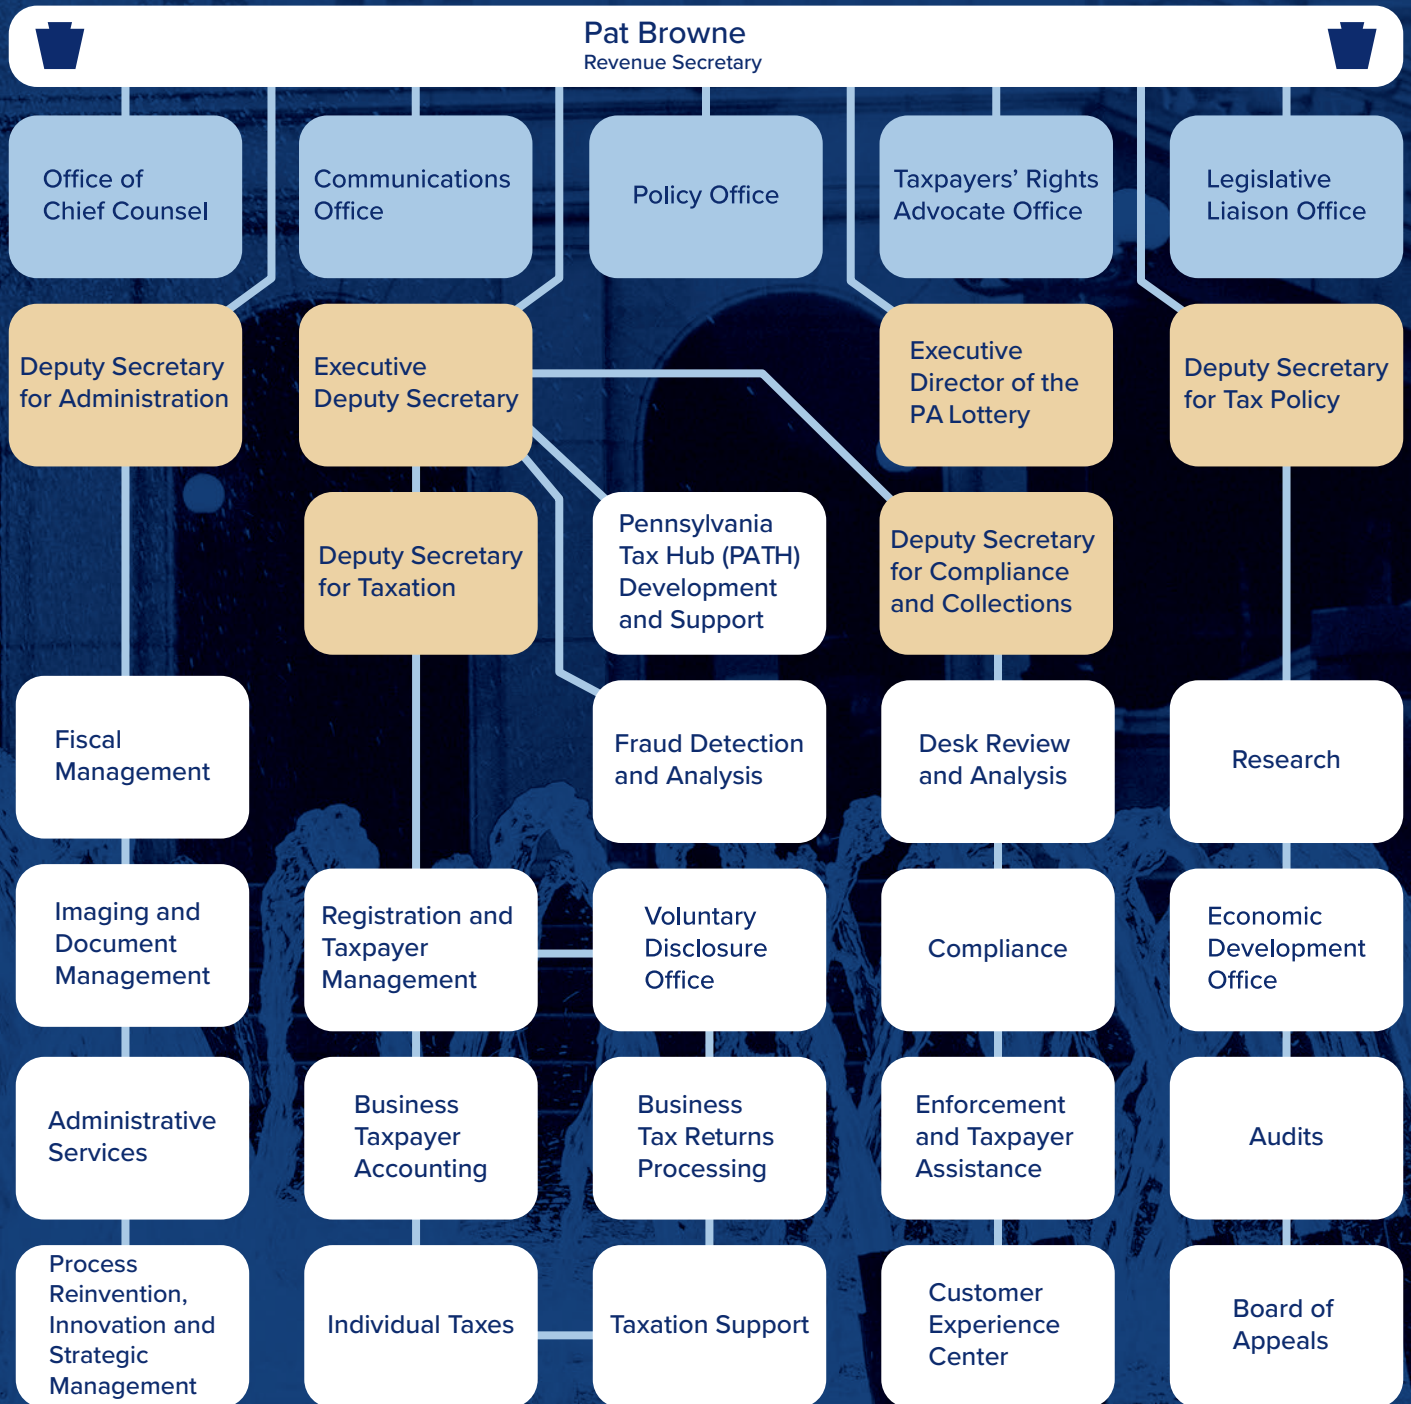 Pat Browne
Revenue Secretary
Office of
Chief Counsel
Communications
Office
Policy Office
Taxpayers’ Rights
Advocate Office
Legislative
Liaison Office
Deputy Secretary
for Administration
Executive
Deputy Secretary
Executive
Director of the
PA Lottery
Deputy Secretary
for Tax Policy
Deputy Secretary
for Taxation
Pennsylvania
Tax Hub (PATH)
Development
and Support
Deputy Secretary
for Compliance
and Collections
Fiscal
Management
Fraud Detection
and Analysis
Desk Review
and Analysis
Research
Imaging and
Document
Management
Registration and
Taxpayer
Management
Voluntary
Disclosure
Office
Compliance
Economic
Development
Office
Administrative
Services
Business
Taxpayer
Accounting
Business
Tax Returns
Processing
Enforcement
and Taxpayer
Assistance
Audits
Process
Reinvention,
Innovation and
Strategic
Management
Individual Taxes
Taxation Support
Customer
Experience
Center
Board of
Appeals